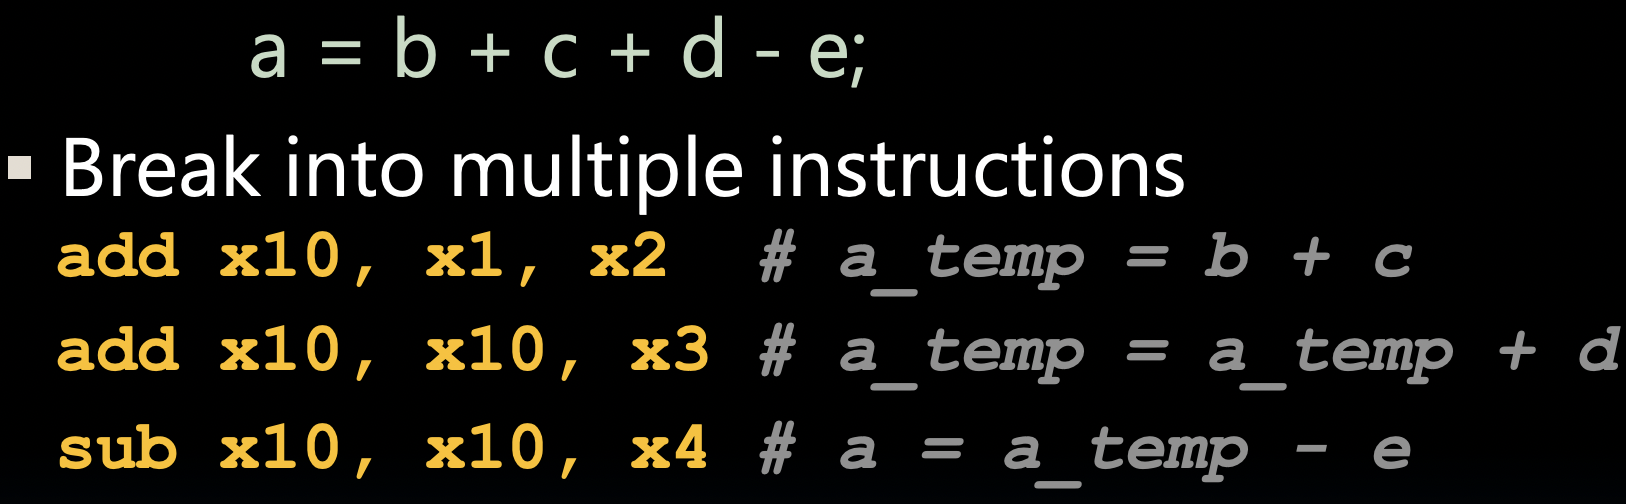 a = b + c + d - e;
▪ Break into multiple instructions
add x10, x1, x2 # a_temp = b + c
add x10, x10, x3 # a_temp = a_temp + d
sub x10, x10, x4 # a = a_temp - e